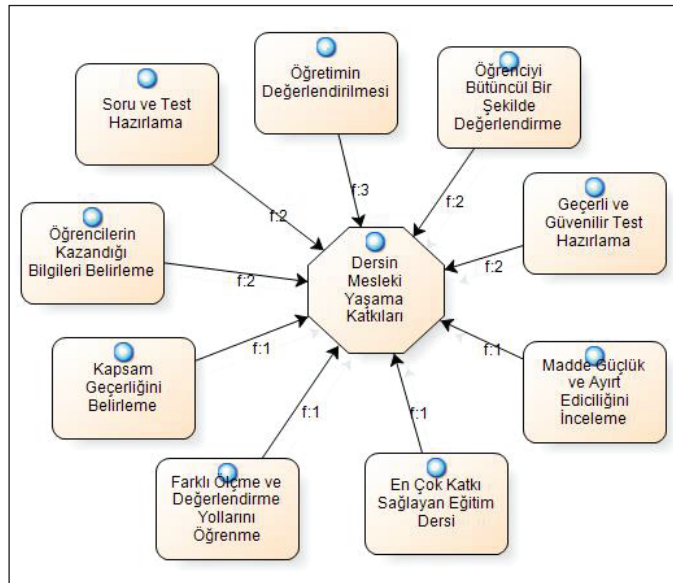 Öğretimin
Değerlendirilmesi
Öğrenciyi
Bütüncül Bir
Şekilde
Değerlendirme
Soru ve Test
Hazırlama
f:3
f:2
f:2
Geçerli ve
Güvenilir Test
Hazırlama
Öğrencilerin
Kazandığı
Bilgileri Belirleme
f:2
Dersin
Mesleki
Yaşama
Katkıları
f:2
Kapsam
Geçerliğini
Belirleme
f:1
f:1
Madde Güçlük
ve Ayırt
Ediciliğini
İnceleme
f:1
f:1
Farklı Ölçme ve
Değerlendirme
Yollarını
Öğrenme
En Çok Katkı
Sağlayan Eğitim
Dersi